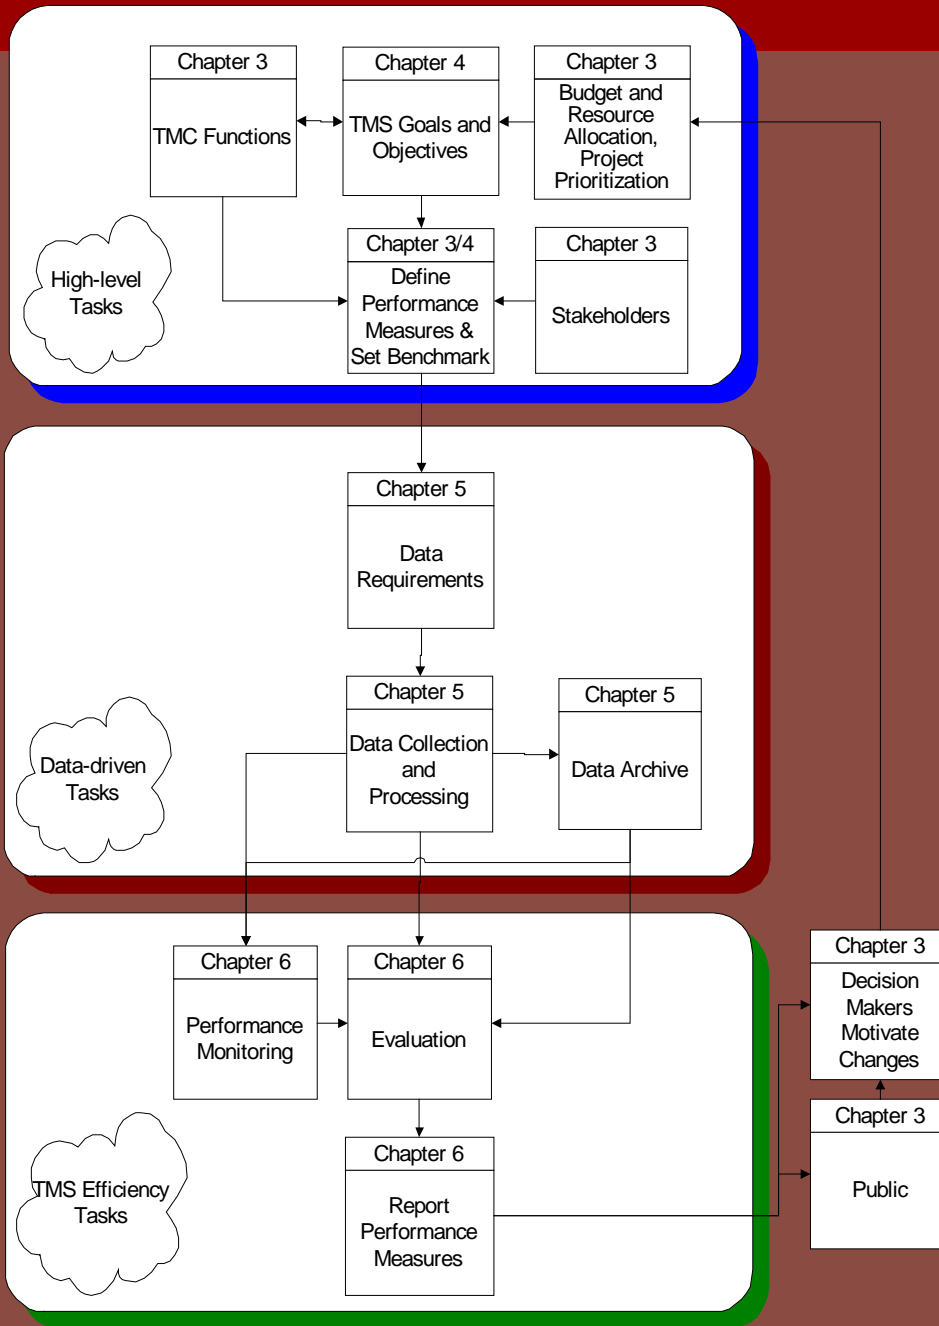 Chapter 3
TMC Functions
Chapter 4
TMS Goals and
Objectives
Chapter 3
Budget and
Resource
Allocation,
Project
Prioritization
High-level
Tasks
Chapter 3/4
Define
Performance
Measures &
Set Benchmark
Chapter 3
Stakeholders
Chapter 5
Data
Requirements
Data-driven
Tasks
Chapter 5
Data Collection
and
Processing
Chapter 5
Data Archive
Chapter 6
Performance
Monitoring
Chapter 6
Evaluation
Chapter 3
Decision
Makers
Motivate
Changes
TMS Efficiency
Tasks
Chapter 6
Report
Performance
Measures
Chapter 3
Public